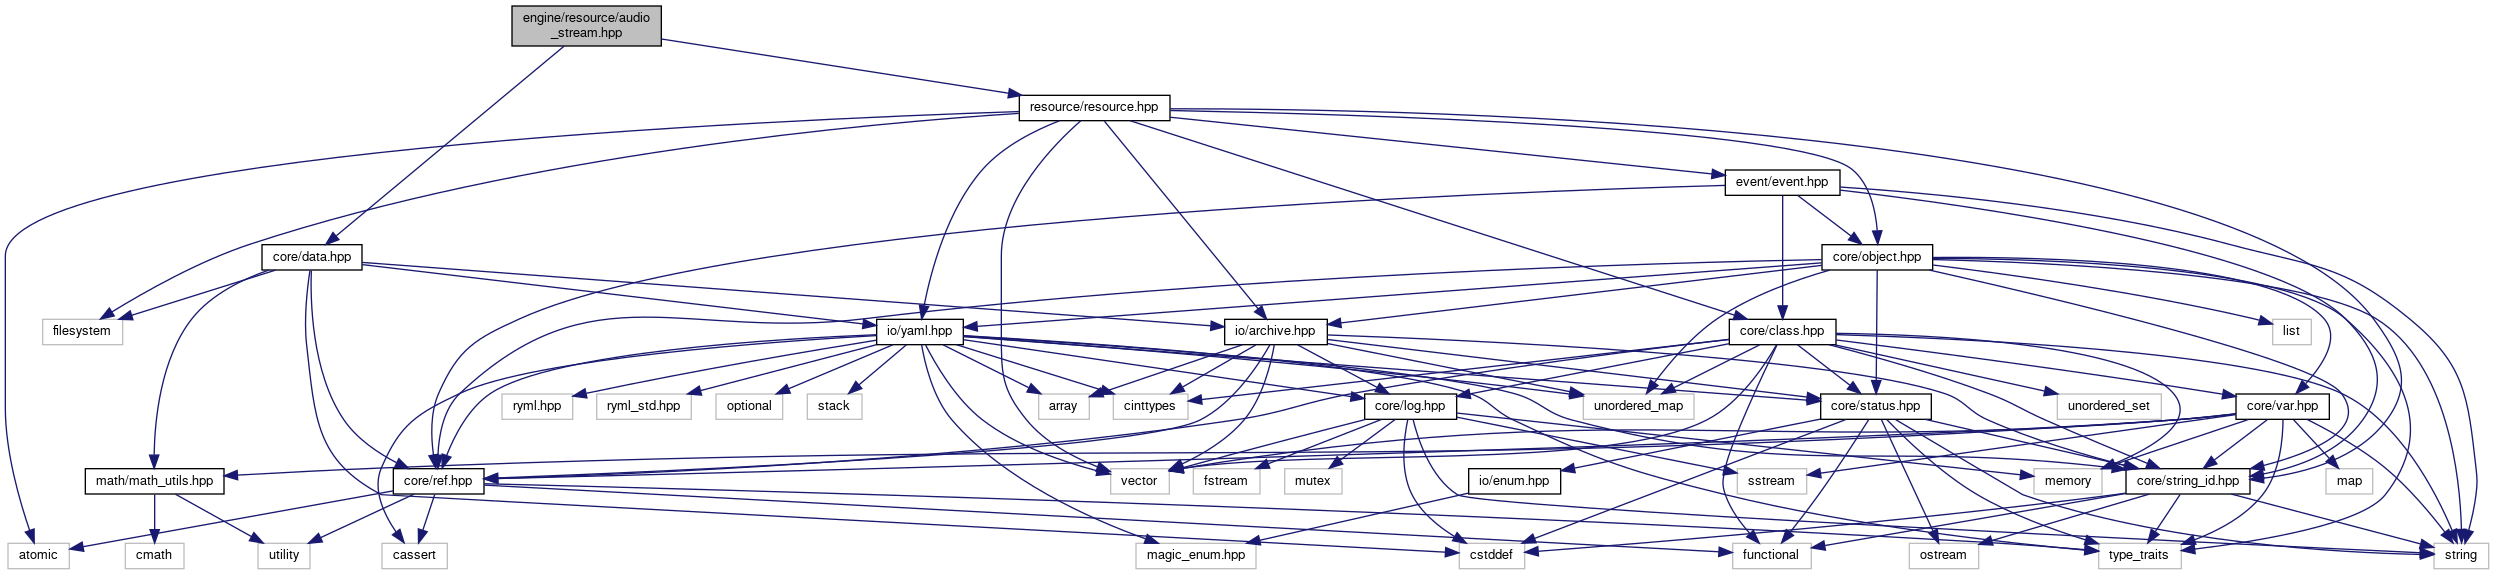 engine/resource/audio
_stream.hpp
resource/resource.hpp
event/event.hpp
core/data.hpp
core/object.hpp
filesystem
io/yaml.hpp
io/archive.hpp
core/class.hpp
list
ryml.hpp
ryml_std.hpp
optional
stack
array
cinttypes
core/log.hpp
unordered_map
core/status.hpp
unordered_set
core/var.hpp
math/math_utils.hpp
core/ref.hpp
vector
fstream
mutex
io/enum.hpp
sstream
memory
core/string_id.hpp
map
atomic
cmath
utility
cassert
magic_enum.hpp
cstddef
functional
ostream
type_traits
string